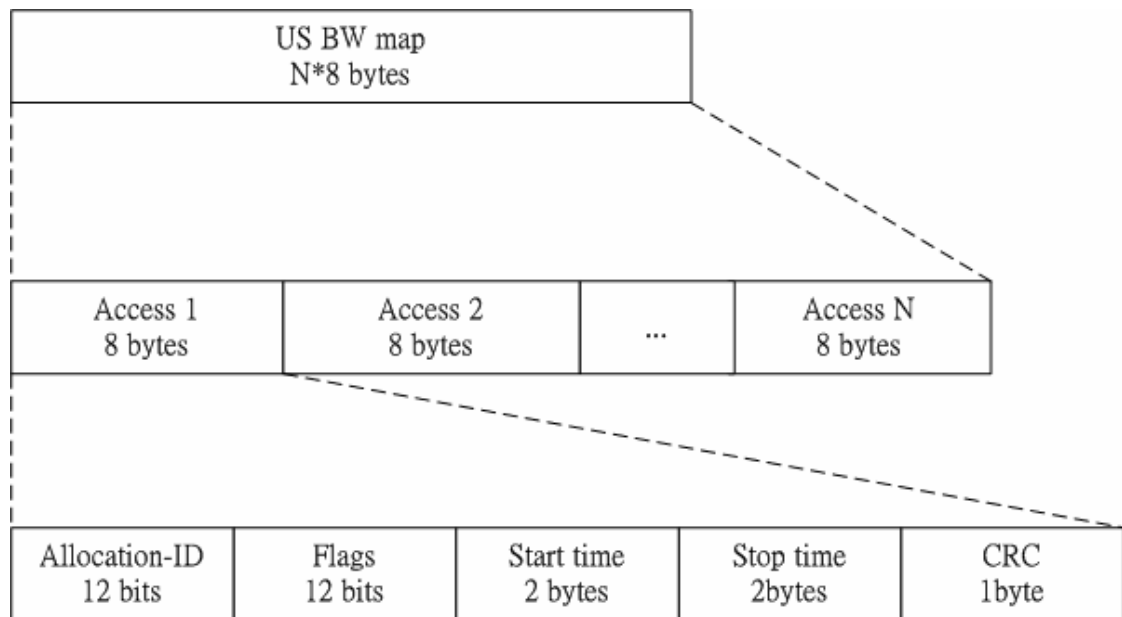 US BW map
N*8 bytes
Access 1
8 bytes
Access 2
8 bytes
...
Access N
8 bytes
Allocation-ID
12 bits
Flags
12 bits
Start time
2 bytes
Stop time
2bytes
CRC
1byte